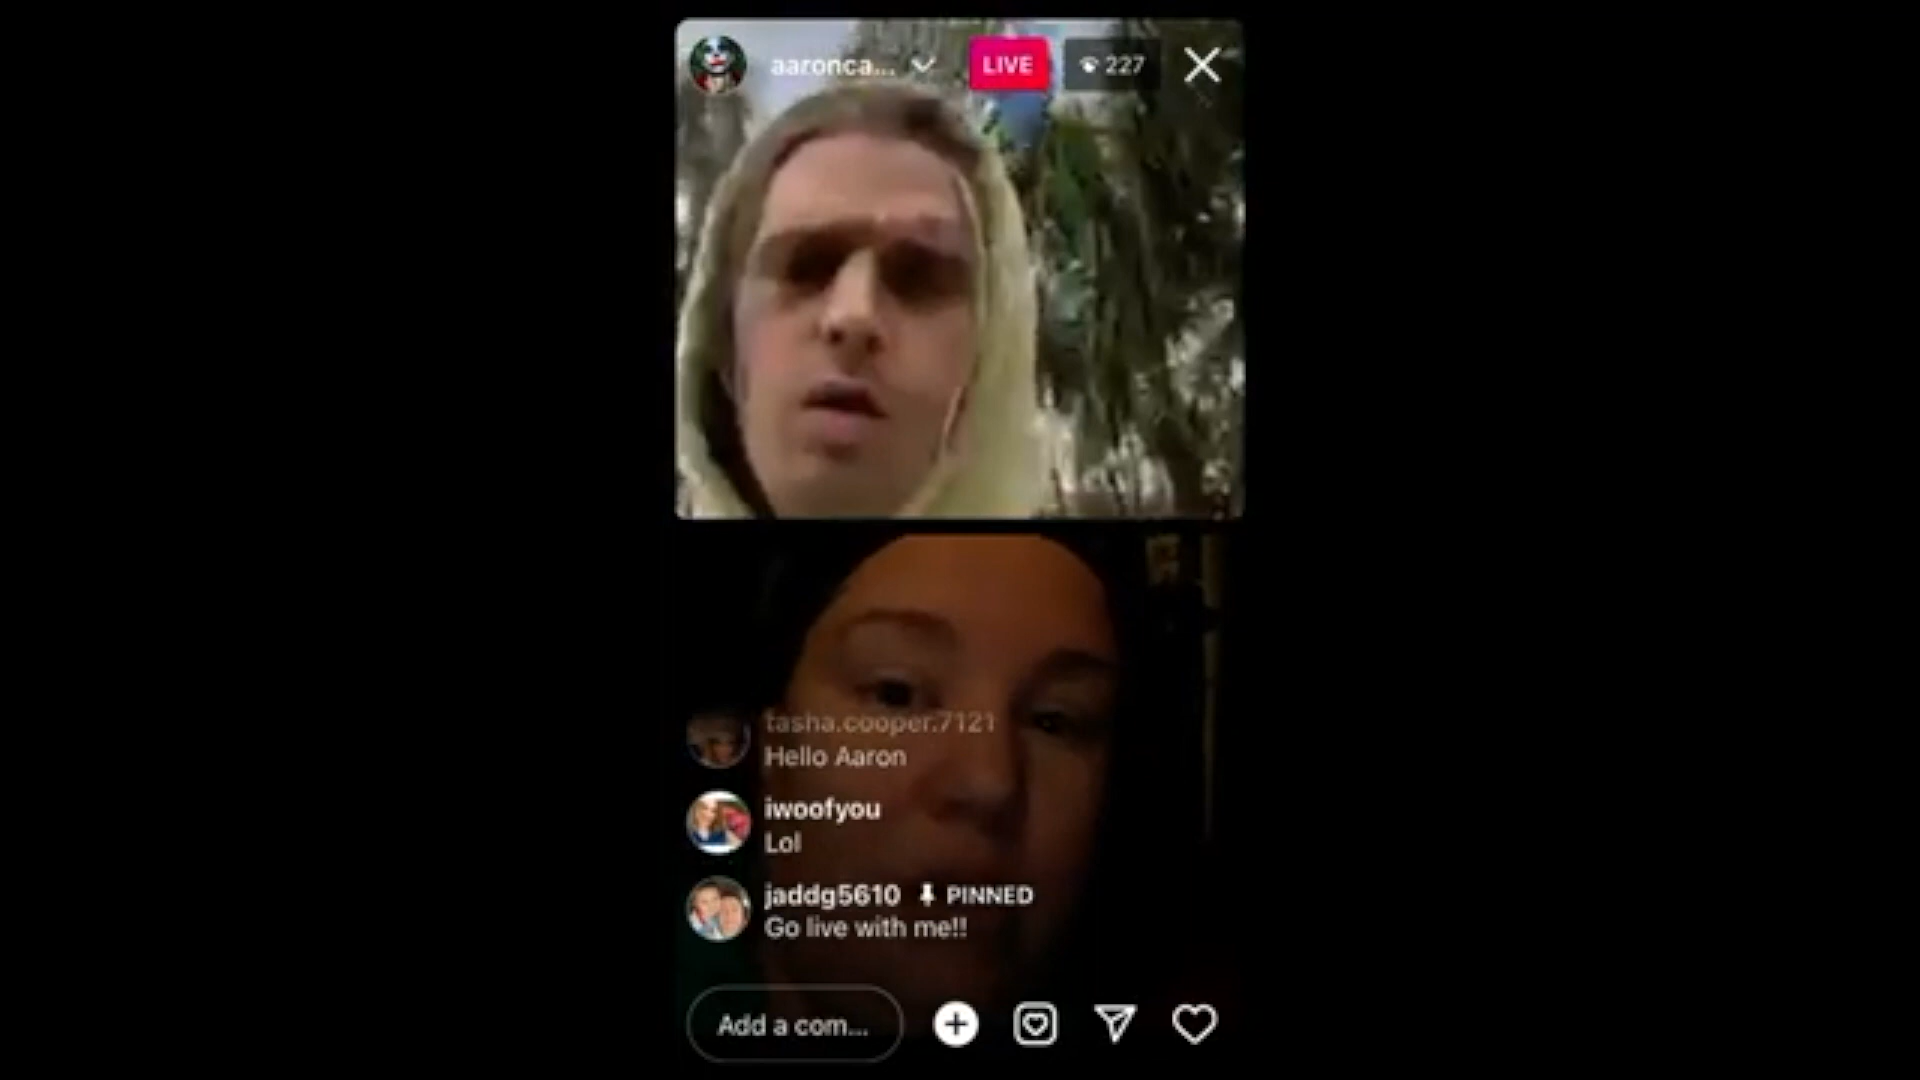 aaronca...
LIVE
227
tasha.cooper.7121
Hello Aaron
iwoofyou
Lol
jaddg5610 PINNED
Go live with me!!
Add a com...